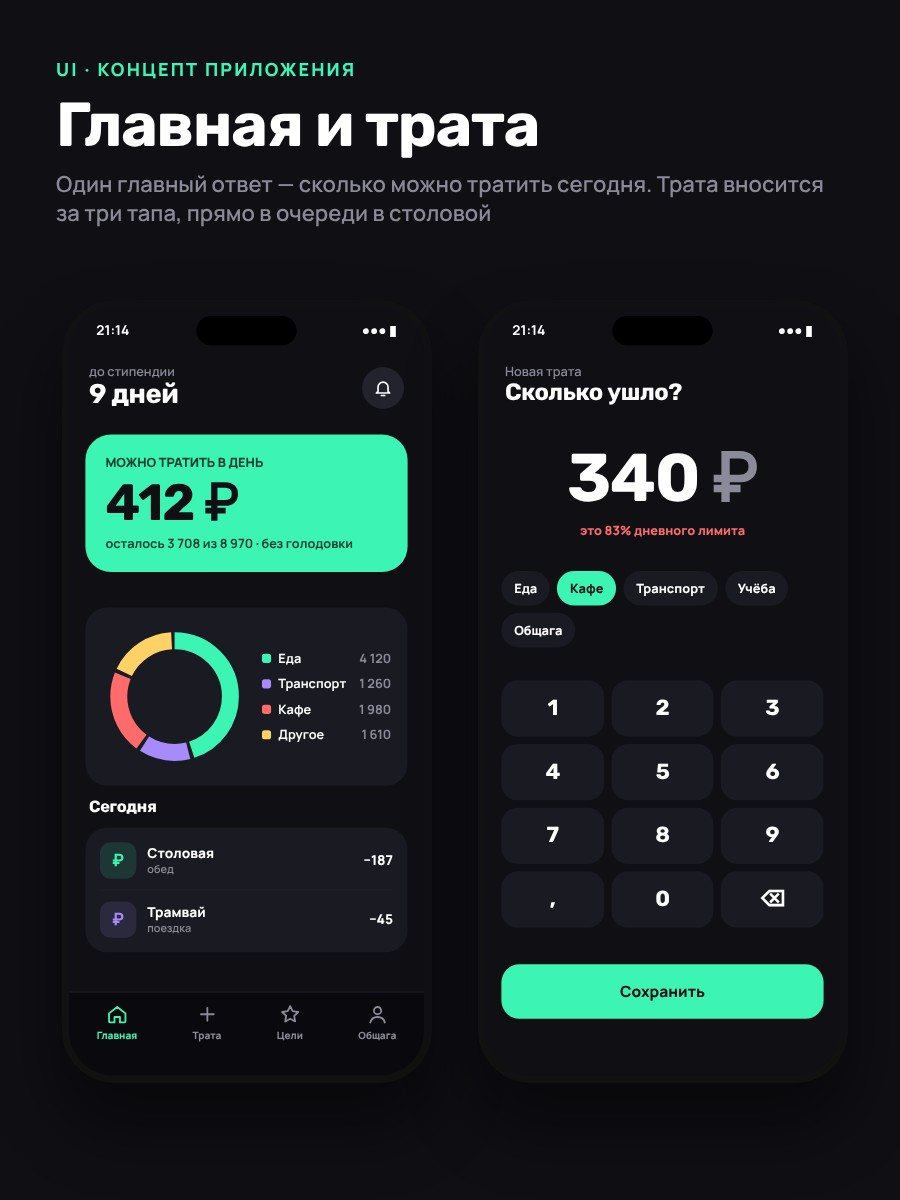 UI · КОНЦЕПТ ПРИЛОЖЕНИЯ
Главная и трата
Один главный ответ — сколько можно тратить сегодня. Трата вносится
за три тапа, прямо в очереди в столовой
21:14
до стипендии
9 дней
МОЖНО ТРАТИТЬ В ДЕНЬ
412 ₽
осталось 3 708 из 8 970 · без голодовки
Еда 4 120
Транспорт 1 260
Кафе 1 980
Другое 1 610
Сегодня
₽ Столовая −187
обед
₽ Трамвай −45
поездка
Главная Трата Цели Общага
21:14
Новая трата
Сколько ушло?
340 ₽
это 83% дневного лимита
Еда Кафе Транспорт Учёба
Общага
1 2 3
4 5 6
7 8 9
, 0
Сохранить